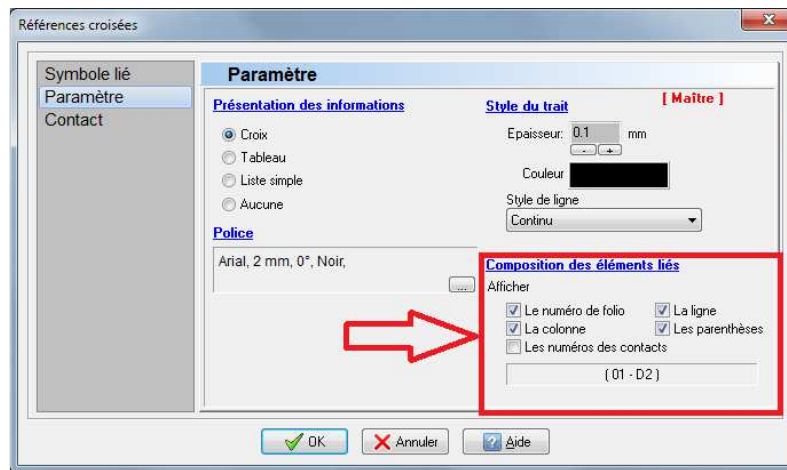 Références croisées
Symbole lié
Paramètre
Contact
Paramètre
Présentation des informations
Croix
Tableau
Liste simple
Aucune
Police
Arial, 2 mm, 0°, Noir,
...
Style du trait
[ Maître ]
Epaisseur: 0.1 mm
- +
Couleur
Style de ligne
Continu
Composition des éléments liés
Afficher
Le numéro de folio La ligne
La colonne Les parenthèses
Les numéros des contacts
( 01 - D2 )
OK Annuler Aide